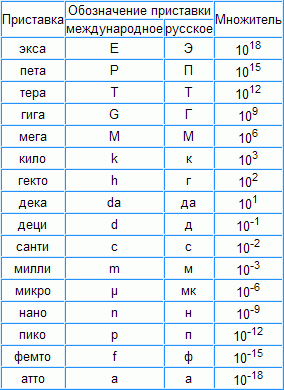 Приставка Обозначение приставки Множитель
международное русское
экса E Э 10^18
пета P П 10^15
тера T Т 10^12
гига G Г 10^9
мега M М 10^6
кило k к 10^3
гекто h г 10^2
дека da да 10^1
деци d д 10^-1
санти c с 10^-2
милли m м 10^-3
микро µ мк 10^-6
нано n н 10^-9
пико p п 10^-12
фемто f ф 10^-15
атто a а 10^-18